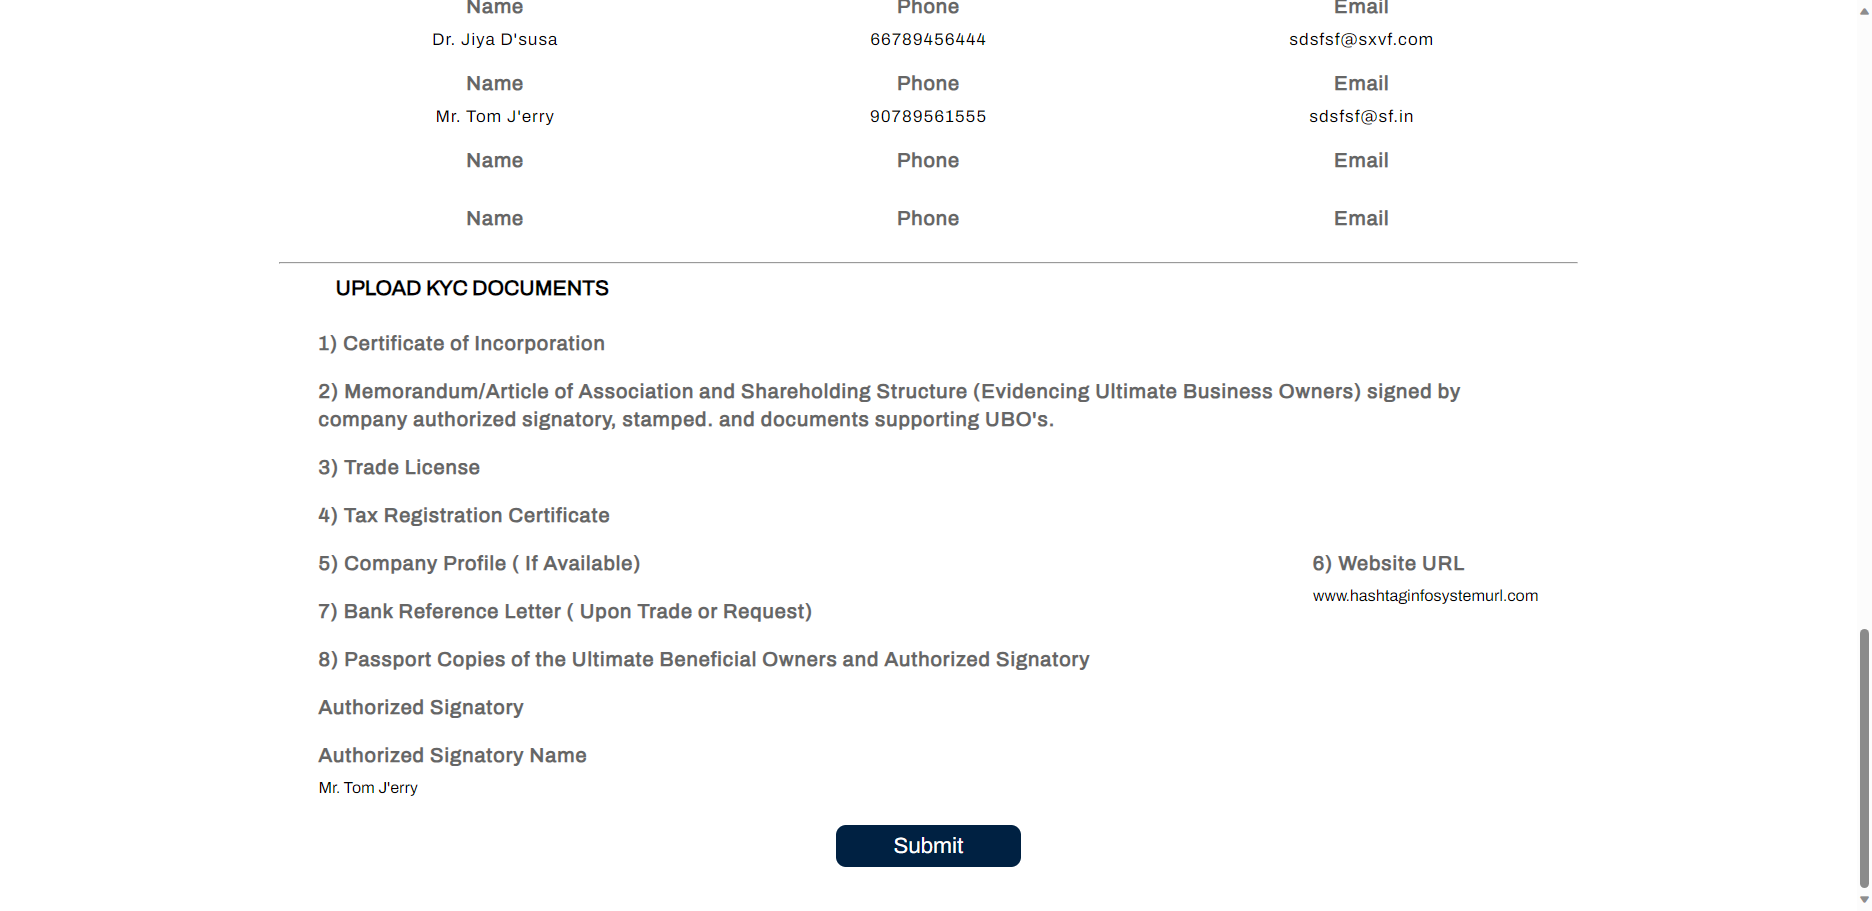 Name Phone Email
Dr. Jiya D'susa 66789456444 sdsfsf@sxvf.com
Name Phone Email
Mr. Tom J'erry 90789561555 sdsfsf@sf.in
Name Phone Email
Name Phone Email
UPLOAD KYC DOCUMENTS
1) Certificate of Incorporation
2) Memorandum/Article of Association and Shareholding Structure (Evidencing Ultimate Business Owners) signed by
company authorized signatory, stamped. and documents supporting UBO's.
3) Trade License
4) Tax Registration Certificate
5) Company Profile ( If Available) 6) Website URL
www.hashtaginfosystemurl.com
7) Bank Reference Letter ( Upon Trade or Request)
8) Passport Copies of the Ultimate Beneficial Owners and Authorized Signatory
Authorized Signatory
Authorized Signatory Name
Mr. Tom J'erry
Submit